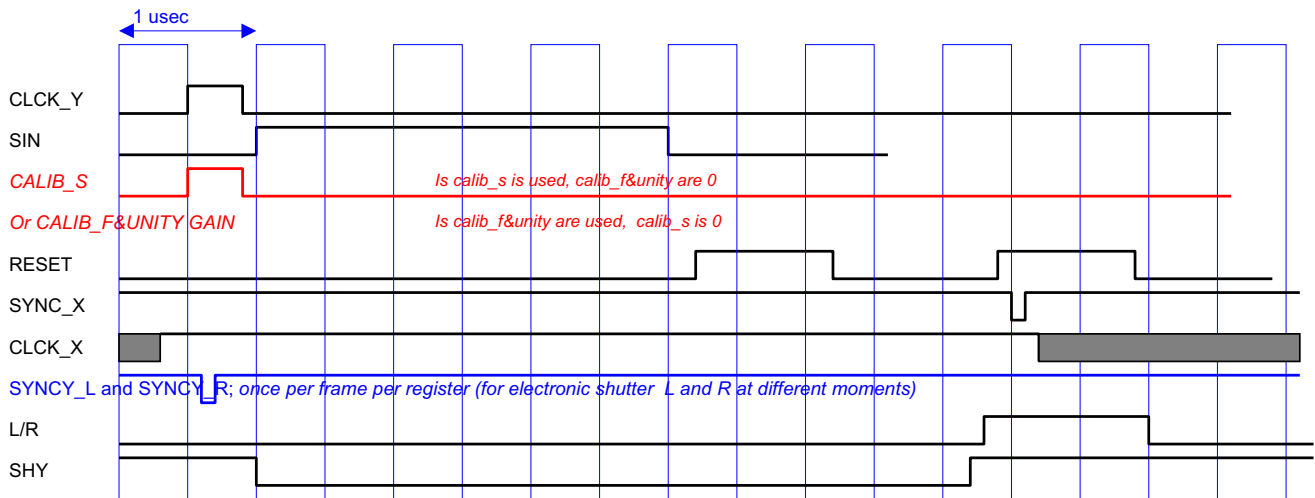 1 usec
CLCK_Y
SIN
CALIB_S
Is calib_s is used, calib_f&unity are 0
Or CALIB_F&UNITY GAIN
Is calib_f&unity are used, calib_s is 0
RESET
SYNC_X
CLCK_X
SYNCY_L and SYNCY_R; once per frame per register (for electronic shutter L and R at different moments)
L/R
SHY